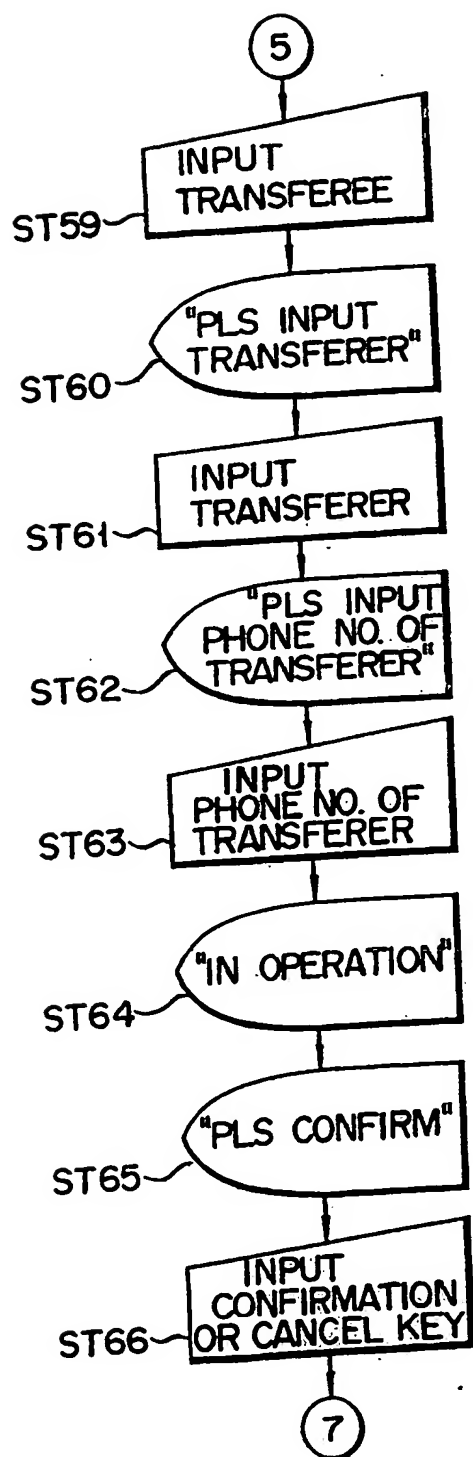 5
INPUT
TRANSFEREE
ST59
"PLS INPUT
TRANSFERER"
ST60
INPUT
TRANSFERER
ST61
"PLS INPUT
PHONE NO. OF
TRANSFERER"
ST62
INPUT
PHONE NO. OF
TRANSFERER
ST63
"IN OPERATION"
ST64
"PLS CONFIRM"
ST65
INPUT
CONFIRMATION
OR CANCEL KEY
ST66
7